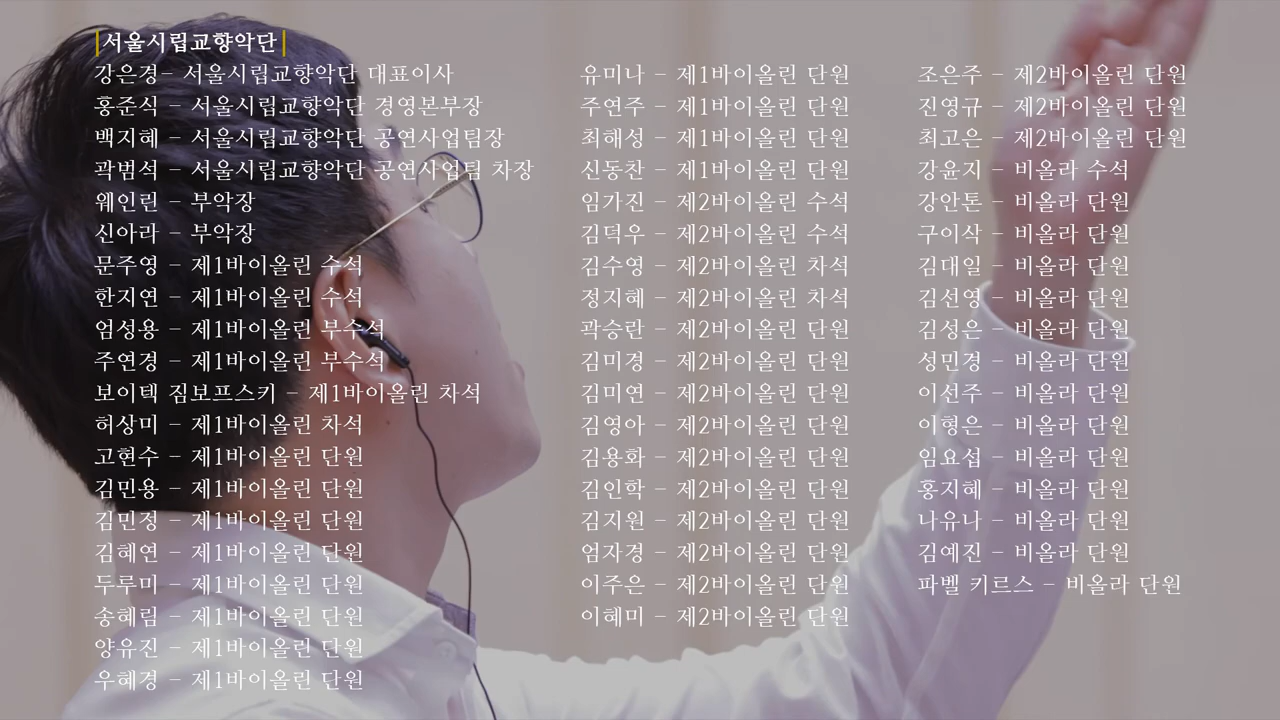 서울시립교향악단
강은경- 서울시립교향악단 대표이사
홍준식 - 서울시립교향악단 경영본부장
백지혜 - 서울시립교향악단 공연사업팀장
곽범석 - 서울시립교향악단 공연사업팀 차장
웨인린 - 부악장
신아라 - 부악장
문주영 - 제1바이올린 수석
한지연 - 제1바이올린 수석
엄성용 - 제1바이올린 부수석
주연경 - 제1바이올린 부수석
보이텍 짐보프스키 - 제1바이올린 차석
허상미 - 제1바이올린 차석
고현수 - 제1바이올린 단원
김민용 - 제1바이올린 단원
김민정 - 제1바이올린 단원
김혜연 - 제1바이올린 단원
두루미 - 제1바이올린 단원
송혜림 - 제1바이올린 단원
양유진 - 제1바이올린 단원
우혜경 - 제1바이올린 단원
유미나 - 제1바이올린 단원
주연주 - 제1바이올린 단원
최해성 - 제1바이올린 단원
신동찬 - 제1바이올린 단원
임가진 - 제2바이올린 수석
김덕우 - 제2바이올린 수석
김수영 - 제2바이올린 차석
정지혜 - 제2바이올린 차석
곽승란 - 제2바이올린 단원
김미경 - 제2바이올린 단원
김미연 - 제2바이올린 단원
김영아 - 제2바이올린 단원
김용화 - 제2바이올린 단원
김인학 - 제2바이올린 단원
김지원 - 제2바이올린 단원
엄자경 - 제2바이올린 단원
이주은 - 제2바이올린 단원
이혜미 - 제2바이올린 단원
조은주 - 제2바이올린 단원
진영규 - 제2바이올린 단원
최고은 - 제2바이올린 단원
강윤지 - 비올라 수석
강안톤 - 비올라 단원
구이삭 - 비올라 단원
김대일 - 비올라 단원
김선영 - 비올라 단원
김성은 - 비올라 단원
성민경 - 비올라 단원
이선주 - 비올라 단원
이형은 - 비올라 단원
임요섭 - 비올라 단원
홍지혜 - 비올라 단원
나유나 - 비올라 단원
김예진 - 비올라 단원
파벨 키르스 - 비올라 단원